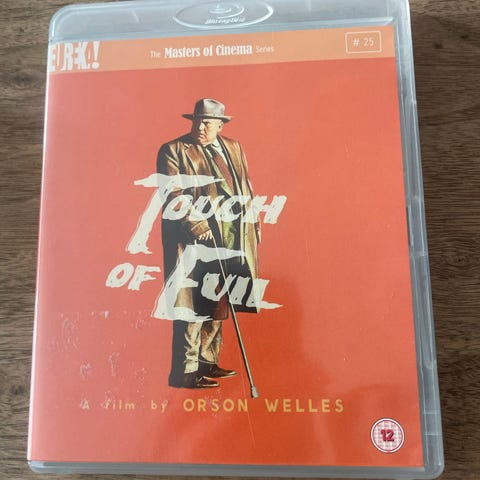 Blu-ray Disc
EUREKA!
The Masters of Cinema Series
# 25
TOUCH
OF EVIL
A film by ORSON WELLES
12